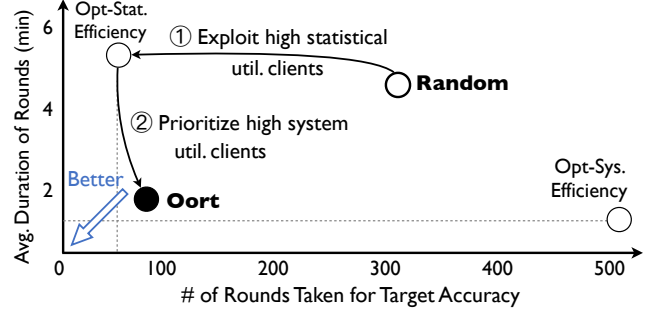 Opt-Stat.
Efficiency
① Exploit high statistical
util. clients
Random
② Prioritize high system
util. clients
Opt-Sys.
Efficiency
Better
Oort
Avg. Duration of Rounds (min)
6
4
2
0 100 200 300 400 500
# of Rounds Taken for Target Accuracy